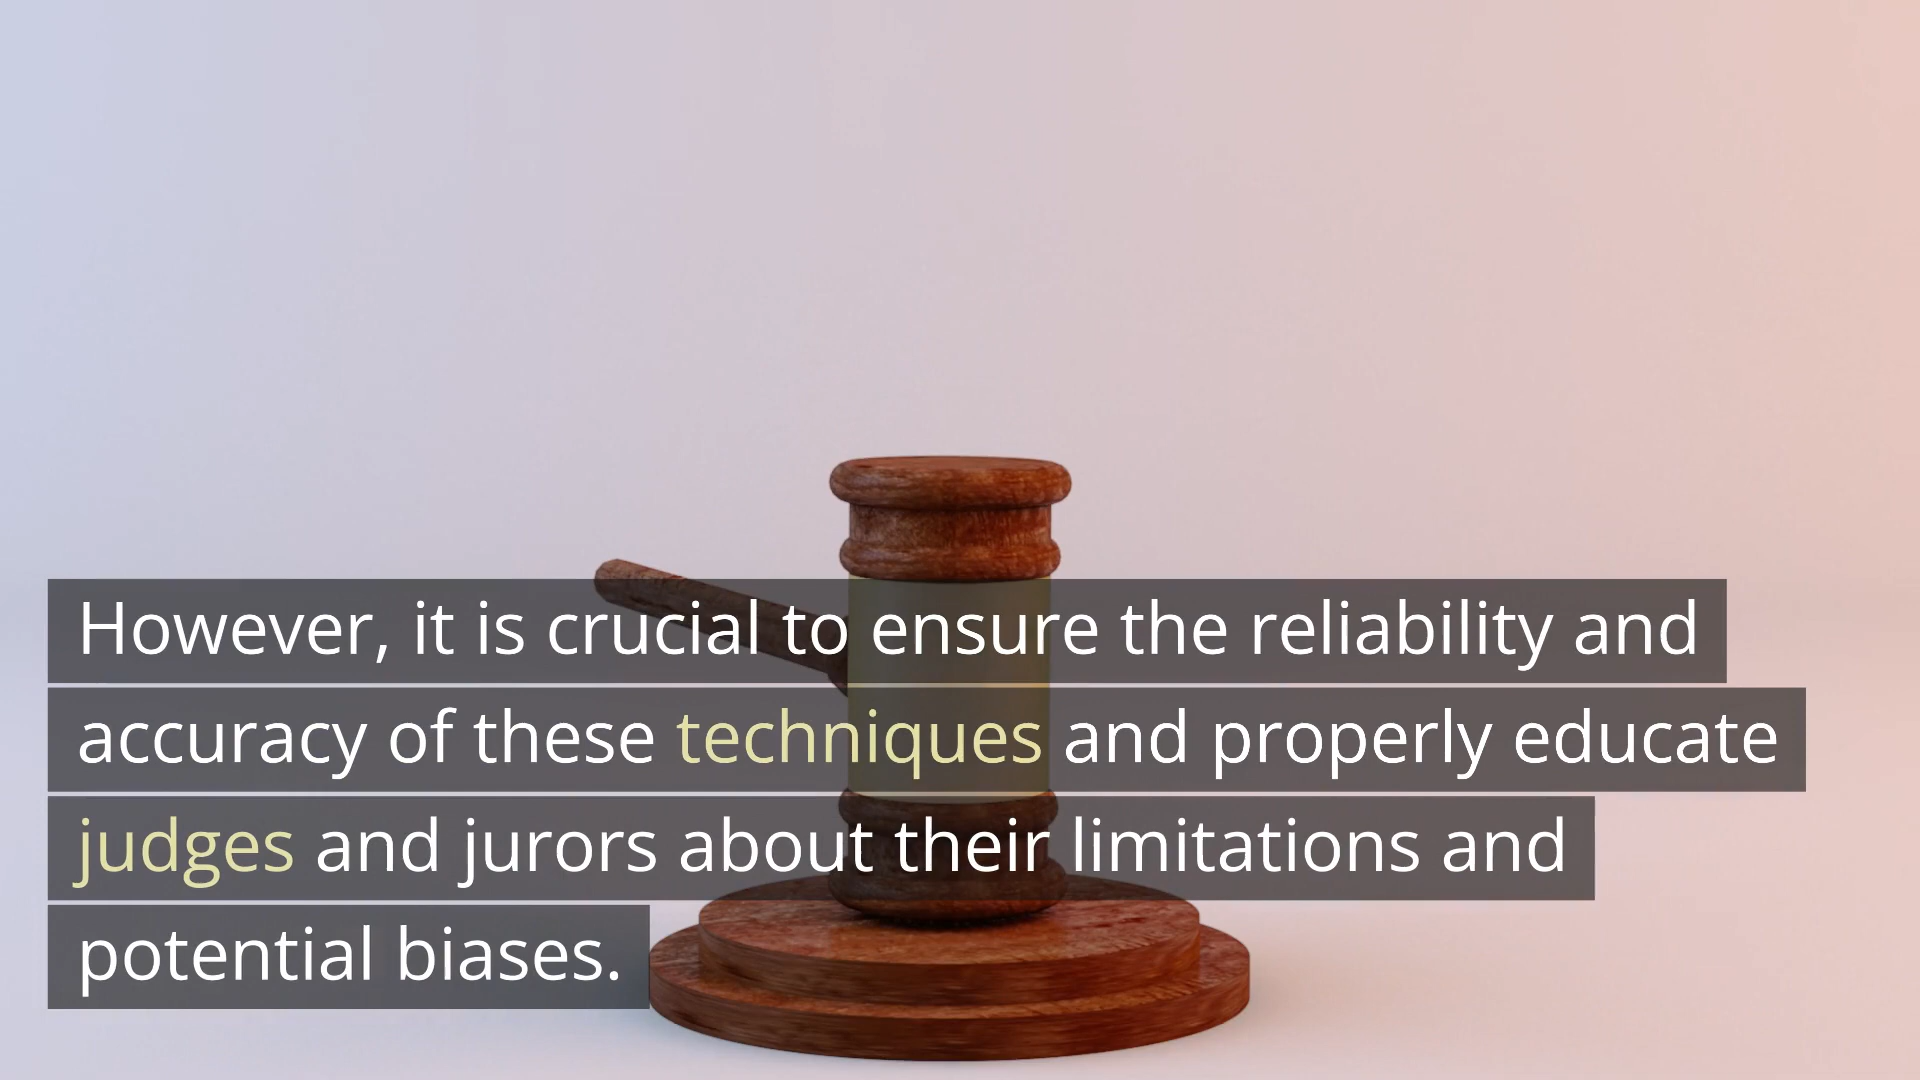 However, it is crucial to ensure the reliability and
accuracy of these techniques and properly educate
judges and jurors about their limitations and
potential biases.